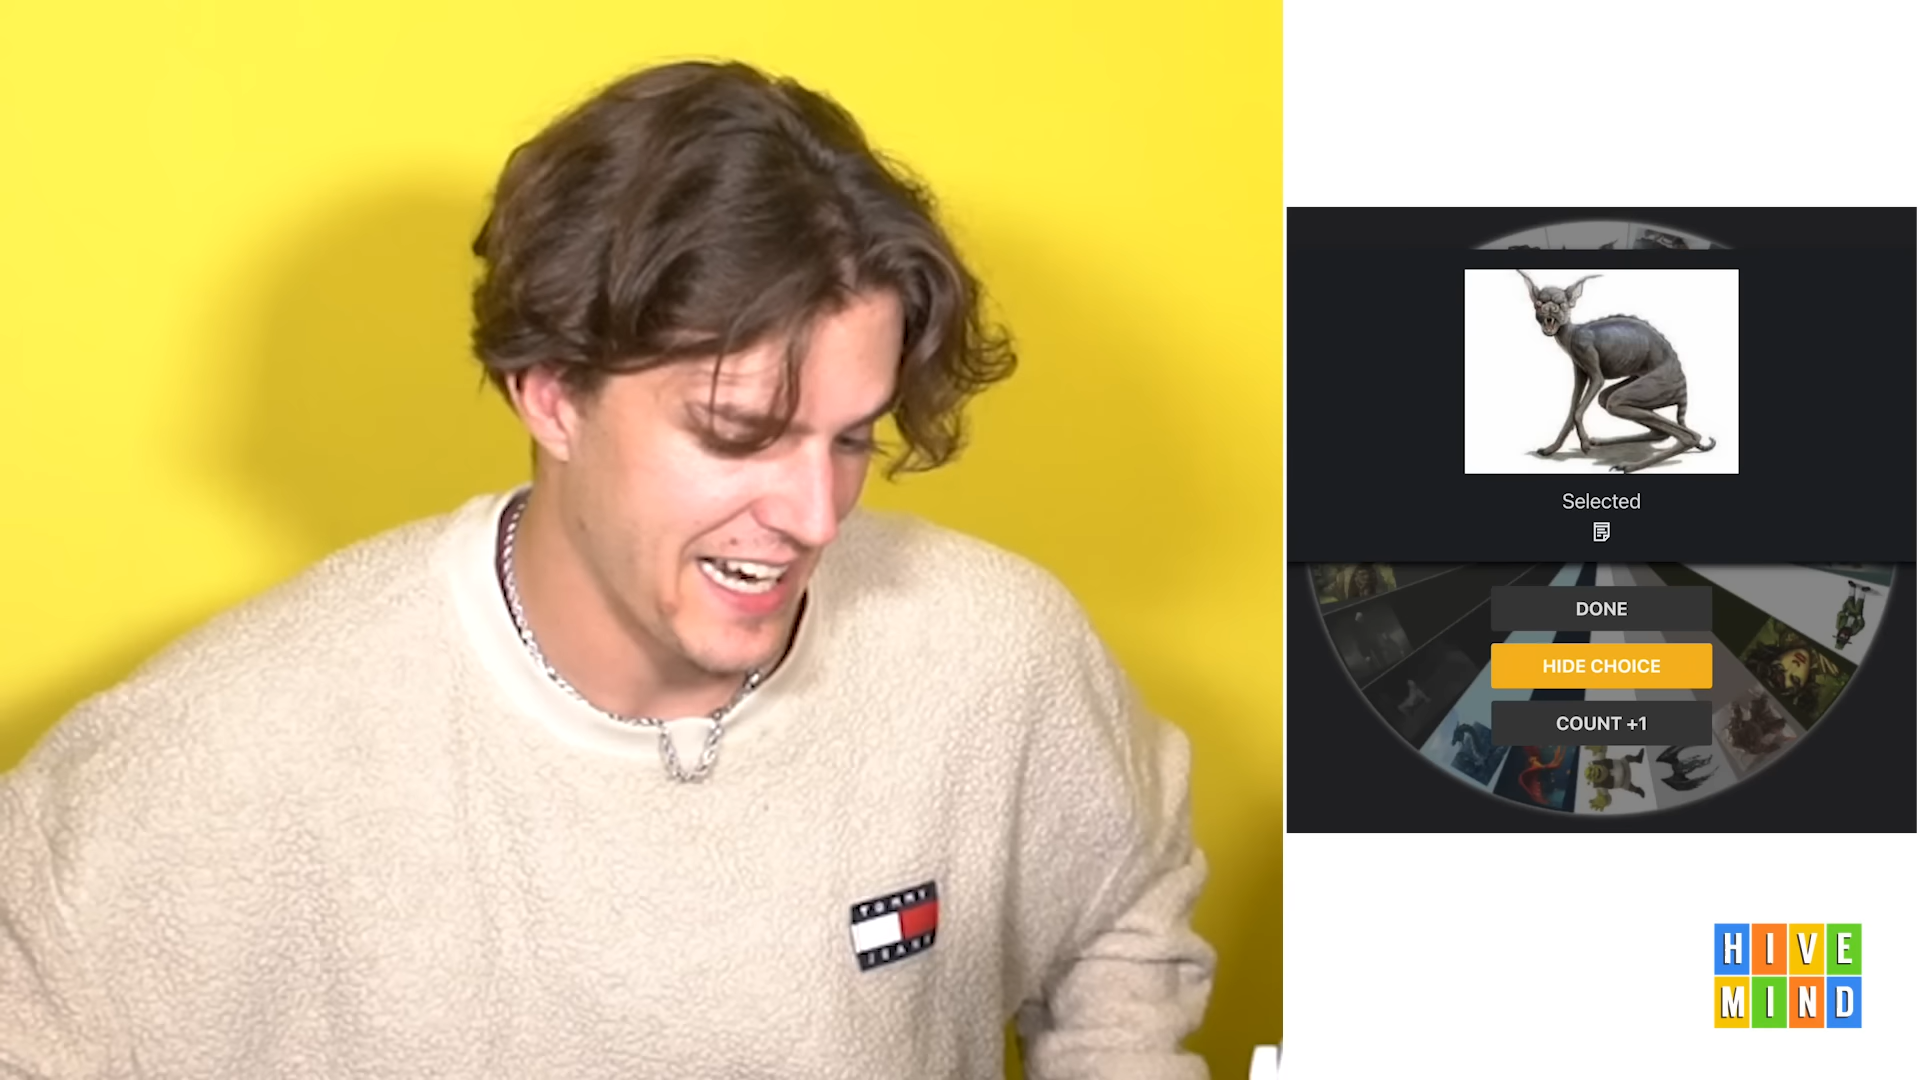 TOMMY
JEANS
Selected
DONE
HIDE CHOICE
COUNT +1
HIVE
MIND